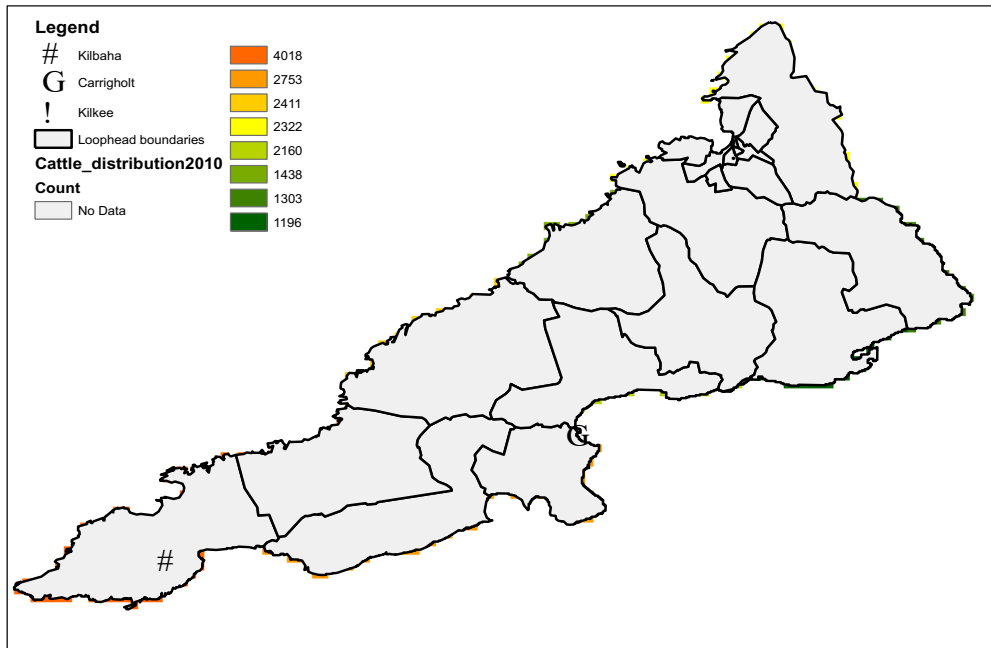 Legend
# Kilbaha
G Carrigholt
! Kilkee
Loophead boundaries
Cattle_distribution2010
Count
No Data
4018
2753
2411
2322
2160
1438
1303
1196
G
#